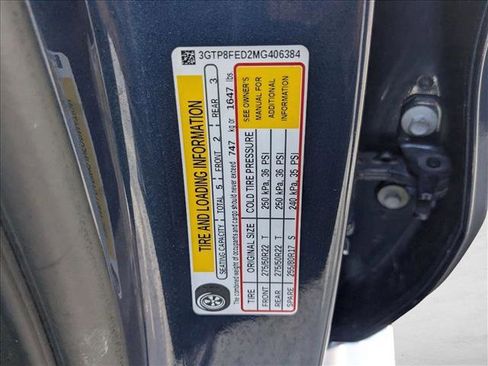 3GTP8FED2MG406384
TIRE AND LOADING INFORMATION
SEATING CAPACITY TOTAL 5 FRONT 2 REAR 3
The combined weight of occupants and cargo should never exceed 747 kg or 1647 lbs
TIRE ORIGINAL SIZE COLD TIRE PRESSURE
FRONT 275/50R22 T 250 kPa, 36 PSI
REAR 275/50R22 T 250 kPa, 36 PSI
SPARE 255/80R17 S 240 kPa, 35 PSI
SEE OWNER'S
MANUAL FOR
ADDITIONAL
INFORMATION